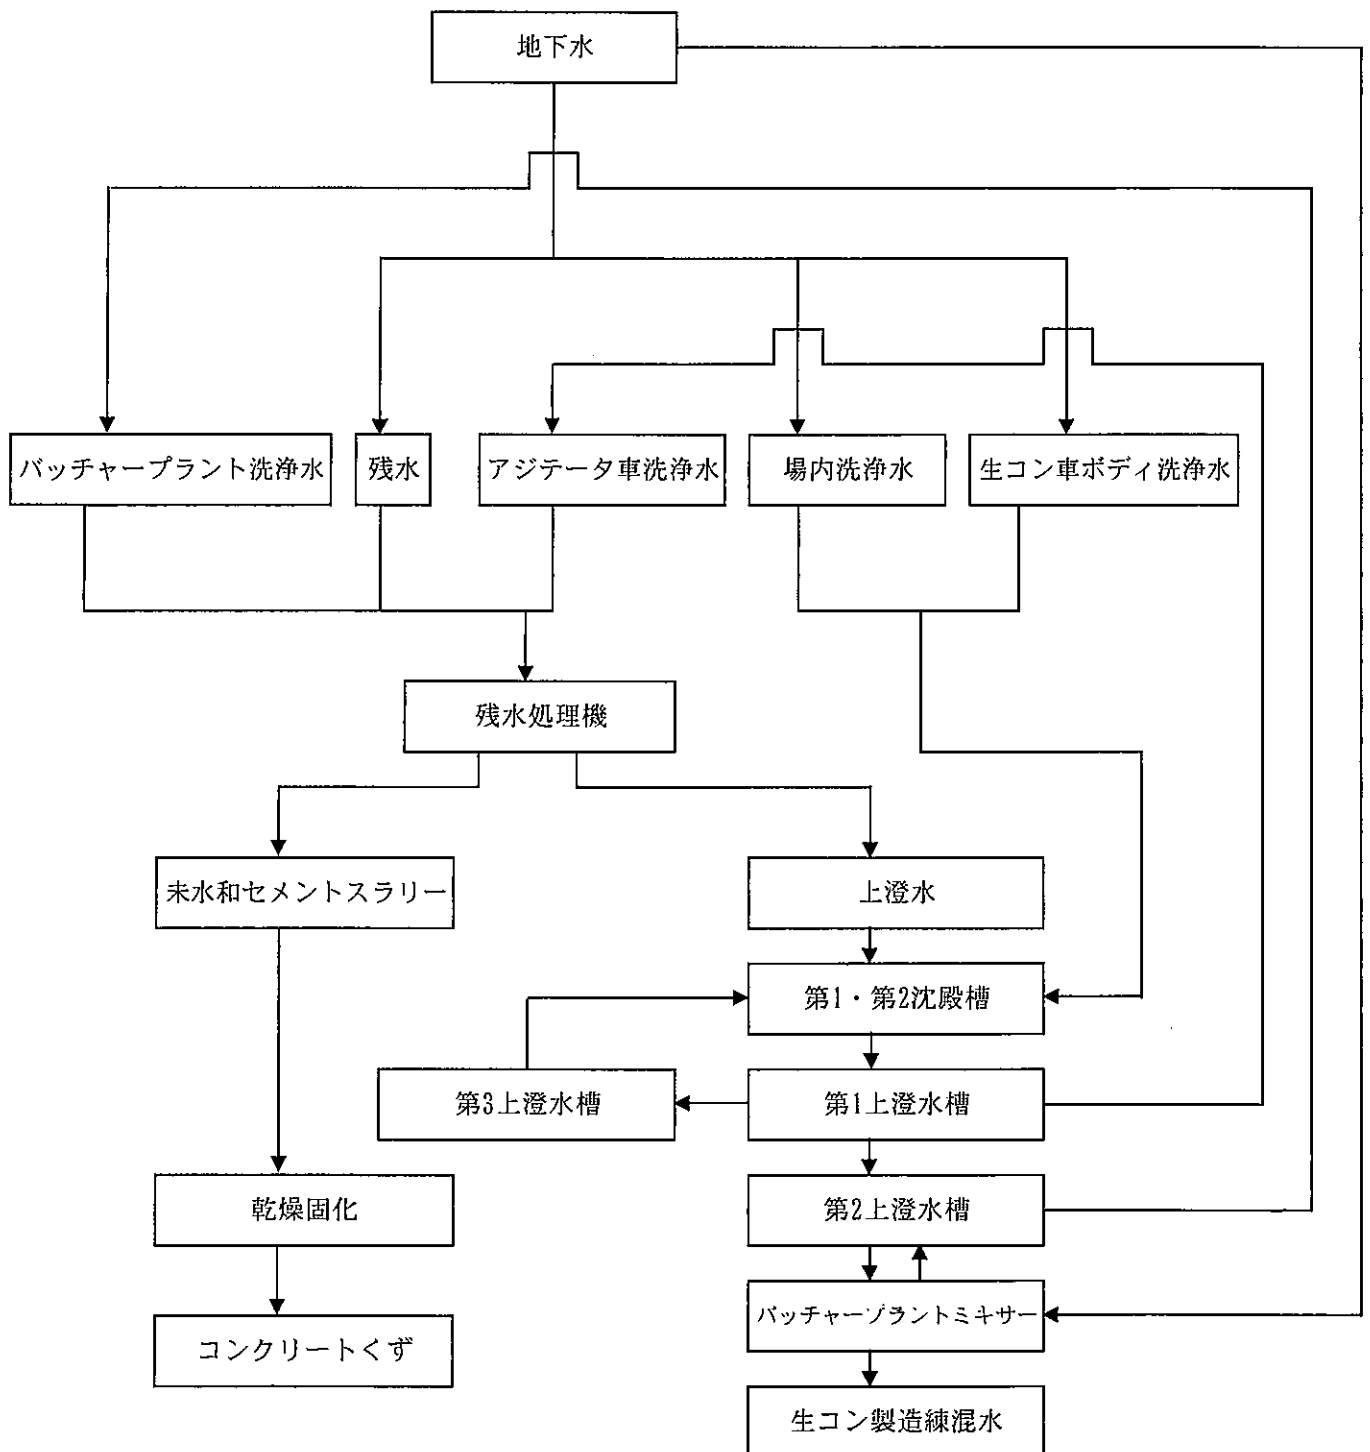 地下水
バッチャープラント洗浄水
残水
アジテータ車洗浄水
場内洗浄水
生コン車ボディ洗浄水
残水処理機
未水和セメントスラリー
上澄水
第1・第2沈殿槽
第3上澄水槽
第1上澄水槽
乾燥固化
第2上澄水槽
バッチャープラントミキサー
コンクリートくず
生コン製造練混水